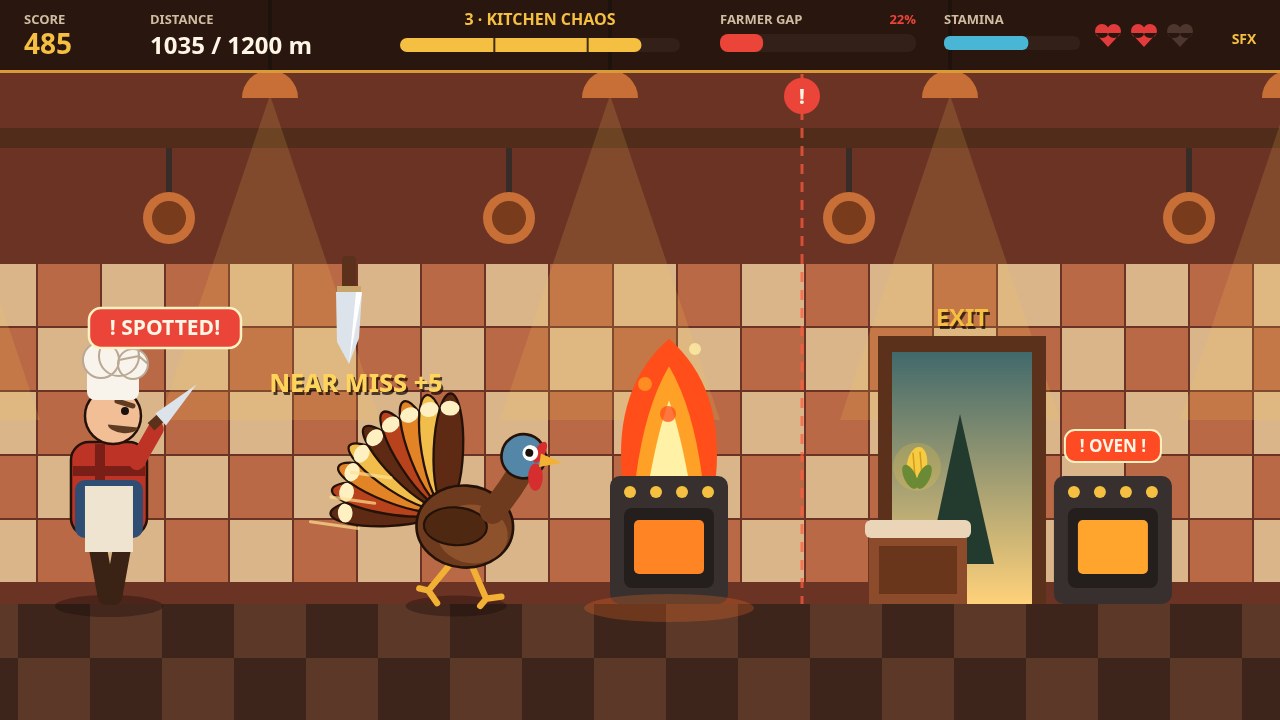 SCORE
485
DISTANCE
1035 / 1200 m
3 · KITCHEN CHAOS
FARMER GAP
22%
STAMINA
SFX
!
EXIT
! SPOTTED!
NEAR MISS +5
! OVEN !